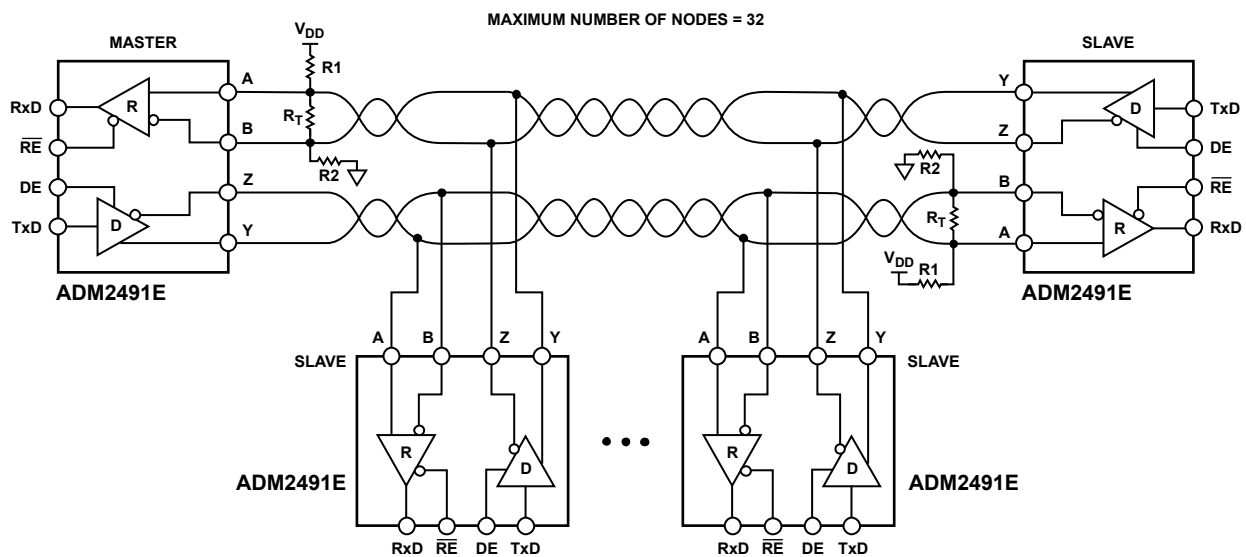 MAXIMUM NUMBER OF NODES = 32
MASTER
SLAVE
VDD
R1
A
RT
B
R2
Z
Y
RxD
RE
DE
TxD
R
D
ADM2491E
Y
Z
R2
B
RT
A
VDD
R1
D
R
TxD
DE
RE
RxD
ADM2491E
A B Z Y
SLAVE
R
D
ADM2491E
RxD RE DE TxD
A B Z Y
SLAVE
R
D
ADM2491E
RxD RE DE TxD